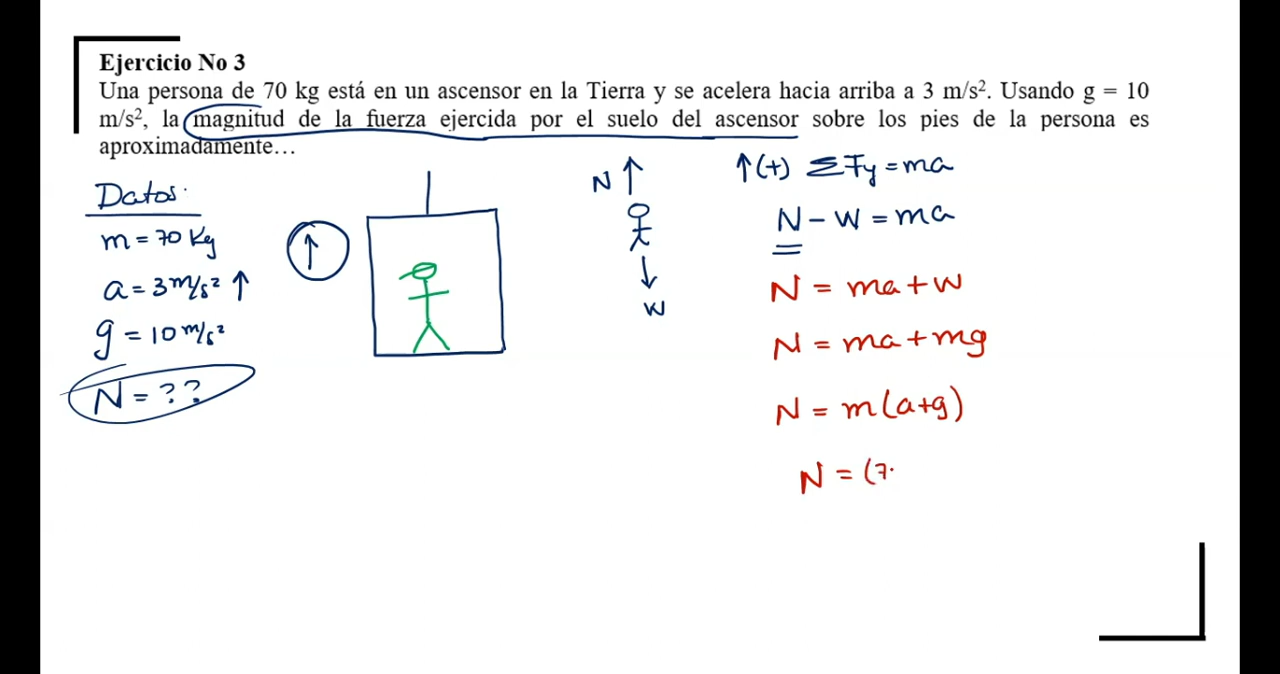 Ejercicio No 3
Una persona de 70 kg está en un ascensor en la Tierra y se acelera hacia arriba a 3 m/s². Usando g = 10
m/s², la magnitud de la fuerza ejercida por el suelo del ascensor sobre los pies de la persona es
aproximadamente…
Datos:
m = 70 Kg
a = 3 m/s² ↑
g = 10 m/s²
N = ??
↑
N ↑
↓
W
↑(+) ΣFy = ma
N - W = ma
N = ma + W
N = ma + mg
N = m(a+g)
N = (7